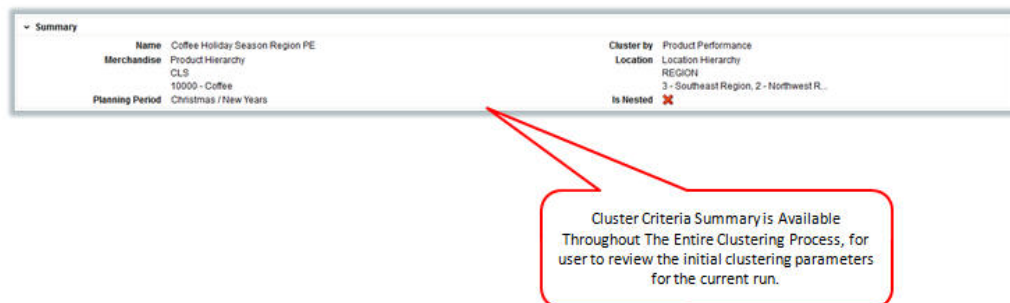 Summary
Name Coffee Holiday Season Region PE Cluster by Product Performance
Merchandise Product Hierarchy Location Location Hierarchy
CLS REGION
10000 - Coffee 3 - Southeast Region, 2 - Northwest R...
Planning Period Christmas / New Years Is Nested
Cluster Criteria Summary is Available
Throughout The Entire Clustering Process, for
user to review the initial clustering parameters
for the current run.